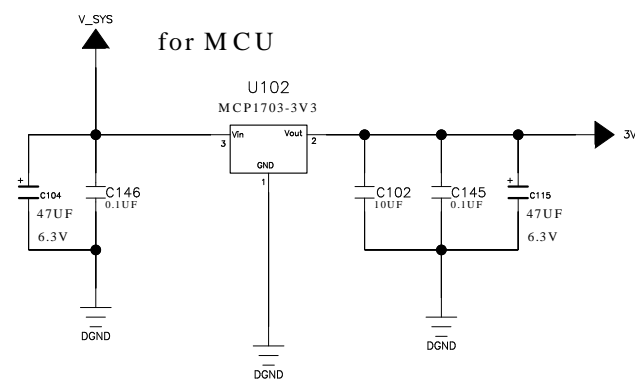 V_SYS
for MCU
U102
MCP1703-3V3
Vin
Vout
3
2
GND
1
3V
+
C104
47UF
6.3V
C146
0.1UF
C102
10UF
C145
0.1UF
+
C115
47UF
6.3V
DGND
DGND
DGND